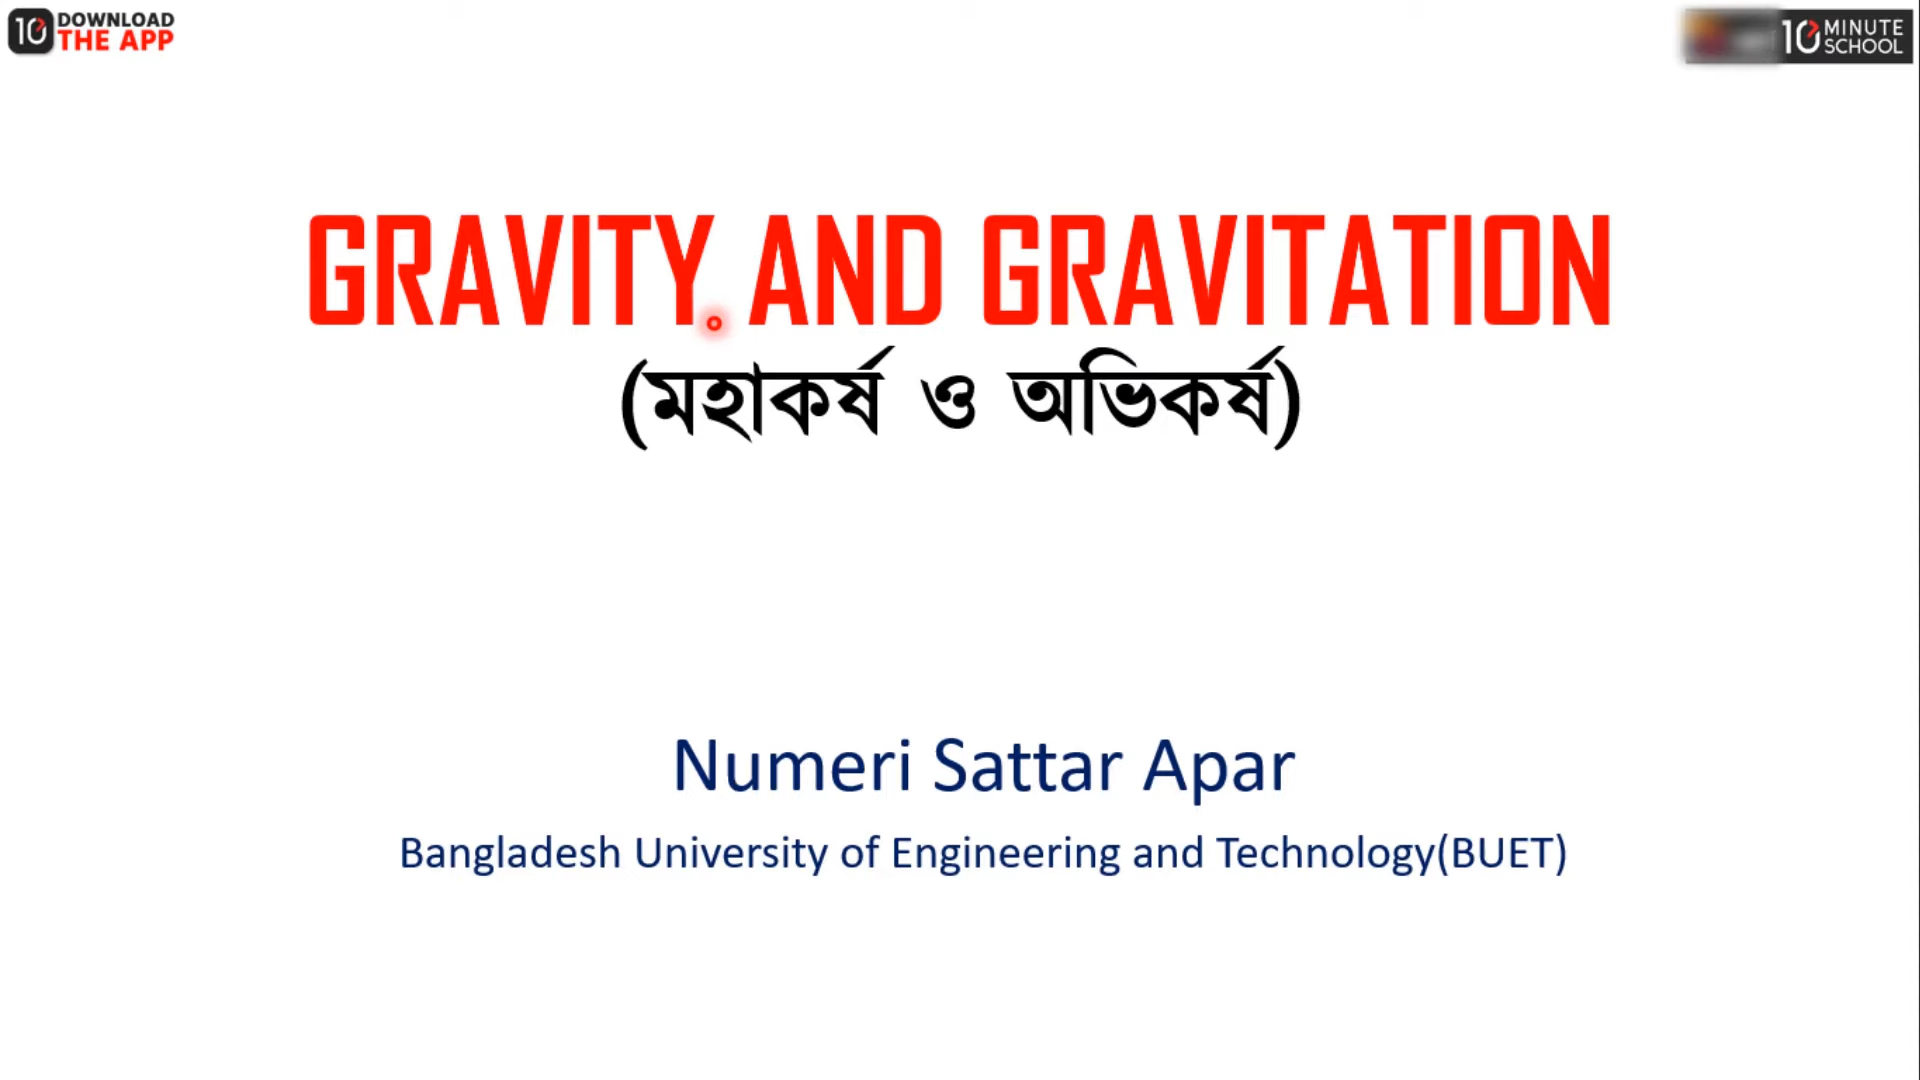 10 DOWNLOAD
THE APP
10 MINUTE
SCHOOL
GRAVITY AND GRAVITATION
(মহাকর্ষ ও অভিকর্ষ)
Numeri Sattar Apar
Bangladesh University of Engineering and Technology(BUET)